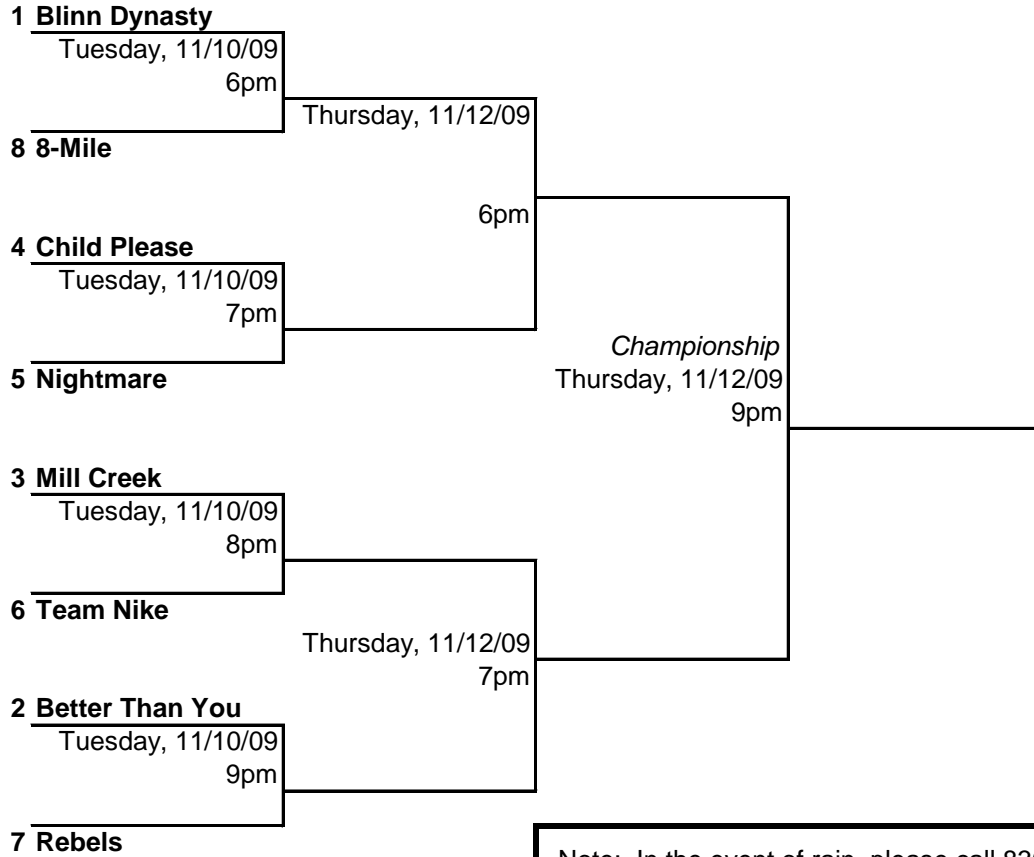 1 Blinn Dynasty
Tuesday, 11/10/09
6pm
Thursday, 11/12/09
8 8-Mile
6pm
4 Child Please
Tuesday, 11/10/09
7pm
Championship
Thursday, 11/12/09
9pm
5 Nightmare
3 Mill Creek
Tuesday, 11/10/09
8pm
6 Team Nike
Thursday, 11/12/09
7pm
2 Better Than You
Tuesday, 11/10/09
9pm
7 Rebels
Note: In the event of rain, please call